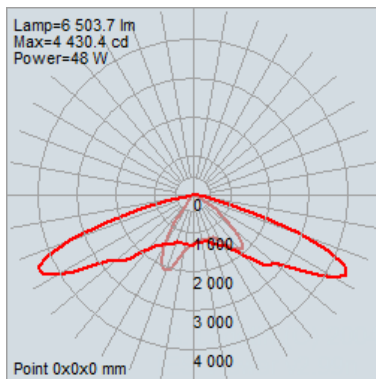 Lamp=6 503.7 lm
Max=4 430.4 cd
Power=48 W
0
1 000
2 000
3 000
4 000
Point 0x0x0 mm